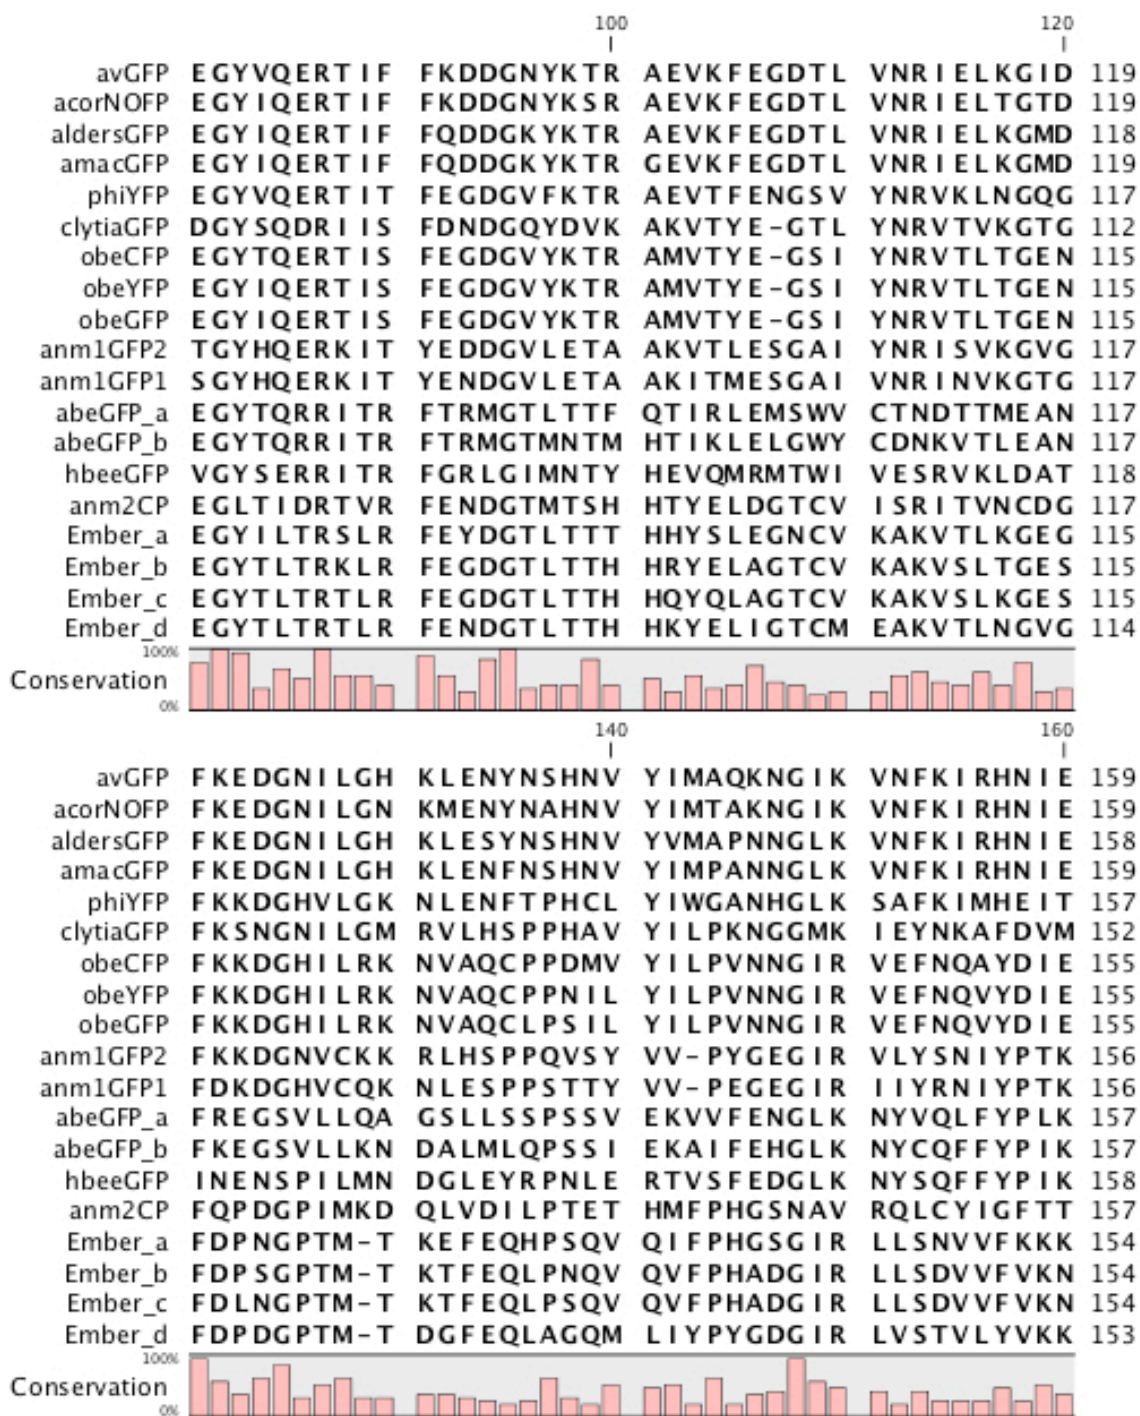 100 120
avGFP EGYVQERTIF FKDDGNYKTR AEVKFEGDTL VNRIELKGID 119
acorNOFP EGYIQERTIF FKDDGNYKSR AEVKFEGDTL VNRIELTGTD 119
aldersGFP EGYIQERTIF FQDDGKYKTR AEVKFEGDTL VNRIELKGMD 118
amacGFP EGYIQERTIF FQDDGKYKTR GEVKFEGDTL VNRIELKGMD 119
phiYFP EGYVQERTIT FEGDGVFKTR AEVTFENGSV YNRVKLNGQG 117
clytiaGFP DGYSQDRIIS FDNDGQYDVK AKVTYE-GTL YNRVTVKGTG 112
obeCFP EGYTQERTIS FEGDGVYKTR AMVTYE-GSI YNRVTLTGEN 115
obeYFP EGYIQERTIS FEGDGVYKTR AMVTYE-GSI YNRVTLTGEN 115
obeGFP EGYIQERTIS FEGDGVYKTR AMVTYE-GSI YNRVTLTGEN 115
anm1GFP2 TGYHQERKIT YEDDGVLETA AKVTLESGAI YNRISVKGVG 117
anm1GFP1 SGYHQERKIT YENDGVLETA AKITMESGAI VNRINVKGTG 117
abeGFP_a EGYTQRRITR FTRMGTLTTF QTIRLEMSWV CTNDTTMEAN 117
abeGFP_b EGYTQRRITR FTRMGTMNTM HTIKLELGWY CDNKVTLEAN 117
hbeeGFP VGYSERRITR FGRLGIMNTY HEVQMRMTWI VESRVKLDAT 118
anm2CP EGLTIDRTVR FENDGTMTSH HTYELDGTCV ISRITVNCDG 117
Ember_a EGYILTRSLR FEYDGTLTTT HHYSLEGNCV KAKVTLKGEG 115
Ember_b EGYTLTRKLR FEGDGTLTTH HRYELAGTCV KAKVSLTGES 115
Ember_c EGYTLTRTLR FEGDGTLTTH HQYQLAGTCV KAKVSLKGES 115
Ember_d EGYTLTRTLR FENDGTLTTH HKYELIGTCM EAKVTLNGVG 114
100%
Conservation
0%
140 160
avGFP FKEDGNILGH KLENYNSHNV YIMAQKNGIK VNFKIRHNIE 159
acorNOFP FKEDGNILGN KMENYNAHNV YIMTAKNGIK VNFKIRHNIE 159
aldersGFP FKEDGNILGH KLESYNSHNV YVMAPNNGLK VNFKIRHNIE 158
amacGFP FKEDGNILGH KLENFNSHNV YIMPANNGLK VNFKIRHNIE 159
phiYFP FKKDGHVLGK NLENFTPHCL YIWGANHGLK SAFKIMHEIT 157
clytiaGFP FKSNGNILGM RVLHSPPHAV YILPKNGGMK IEYNKAFDVM 152
obeCFP FKKDGHILRK NVAQCPPDMV YILPVNNGIR VEFNQAYDIE 155
obeYFP FKKDGHILRK NVAQCPPNIL YILPVNNGIR VEFNQVYDIE 155
obeGFP FKKDGHILRK NVAQCLPSIL YILPVNNGIR VEFNQVYDIE 155
anm1GFP2 FKKDGNVCKK RLHSPPQVSY VV-PYGEGIR VLYSNIYPTK 156
anm1GFP1 FDKDGHVCQK NLESPPSTTY VV-PEGEGIR IIYRNIYPTK 156
abeGFP_a FREGSVLLQA GSLLSSPSSV EKVVFENGLK NYVQLFYPLK 157
abeGFP_b FKEGSVLLKN DALMLQPSSI EKAIFEHGLK NYCQFFYPIK 157
hbeeGFP INENSPILMN DGLEYRPNLE RTVSFEDGLK NYSQFFYPIK 158
anm2CP FQPDGPIMKD QLVDILPTET HMFPHGSNAV RQLCYIGFTT 157
Ember_a FDPNGPTM-T KEFEQHPSQV QIFPHGSGIR LLSNVVFKKK 154
Ember_b FDPSGPTM-T KTFEQLPNQV QVFPHADGIR LLSDVVFVKN 154
Ember_c FDLNGPTM-T KTFEQLPSQV QVFPHADGIR LLSDVVFVKN 154
Ember_d FDPDGPTM-T DGFEQLAGQM LIYPYGDGIR LVSTVLYVKK 153
100%
Conservation
0%